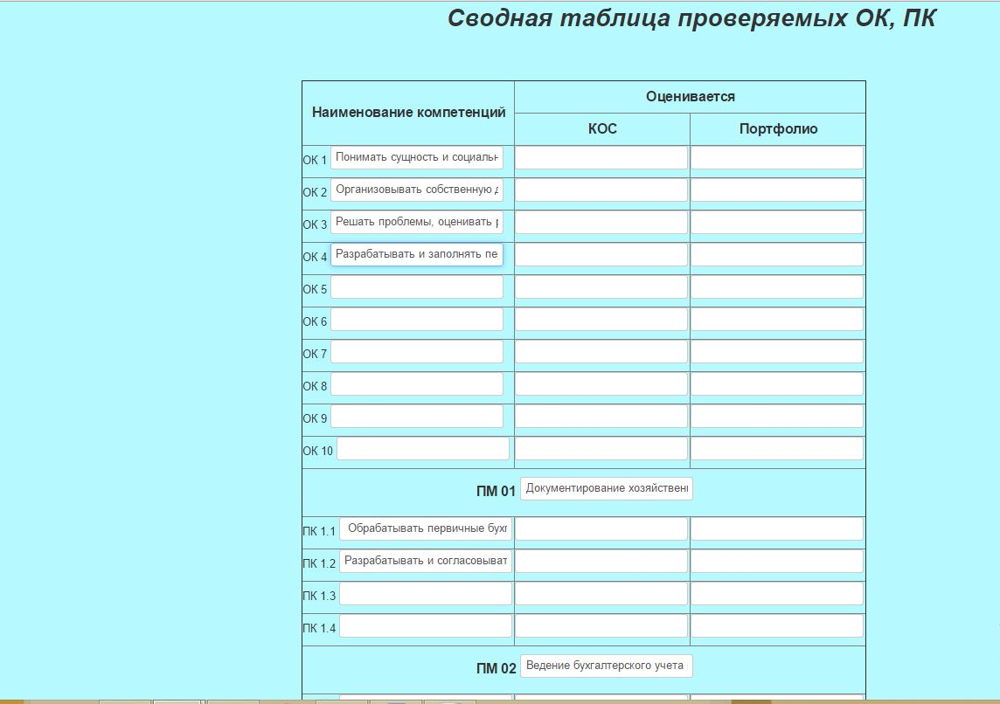 Сводная таблица проверяемых ОК, ПК
Наименование компетенций
Оценивается
КОС
Портфолио
ОК 1 Понимать сущность и социальн
ОК 2 Организовывать собственную
ОК 3 Решать проблемы, оценивать
ОК 4 Разрабатывать и заполнять пе
ОК 5
ОК 6
ОК 7
ОК 8
ОК 9
ОК 10
ПМ 01 Документирование хозяйствен
ПК 1.1 Обрабатывать первичные бух
ПК 1.2 Разрабатывать и согласовыват
ПК 1.3
ПК 1.4
ПМ 02 Ведение бухгалтерского учета